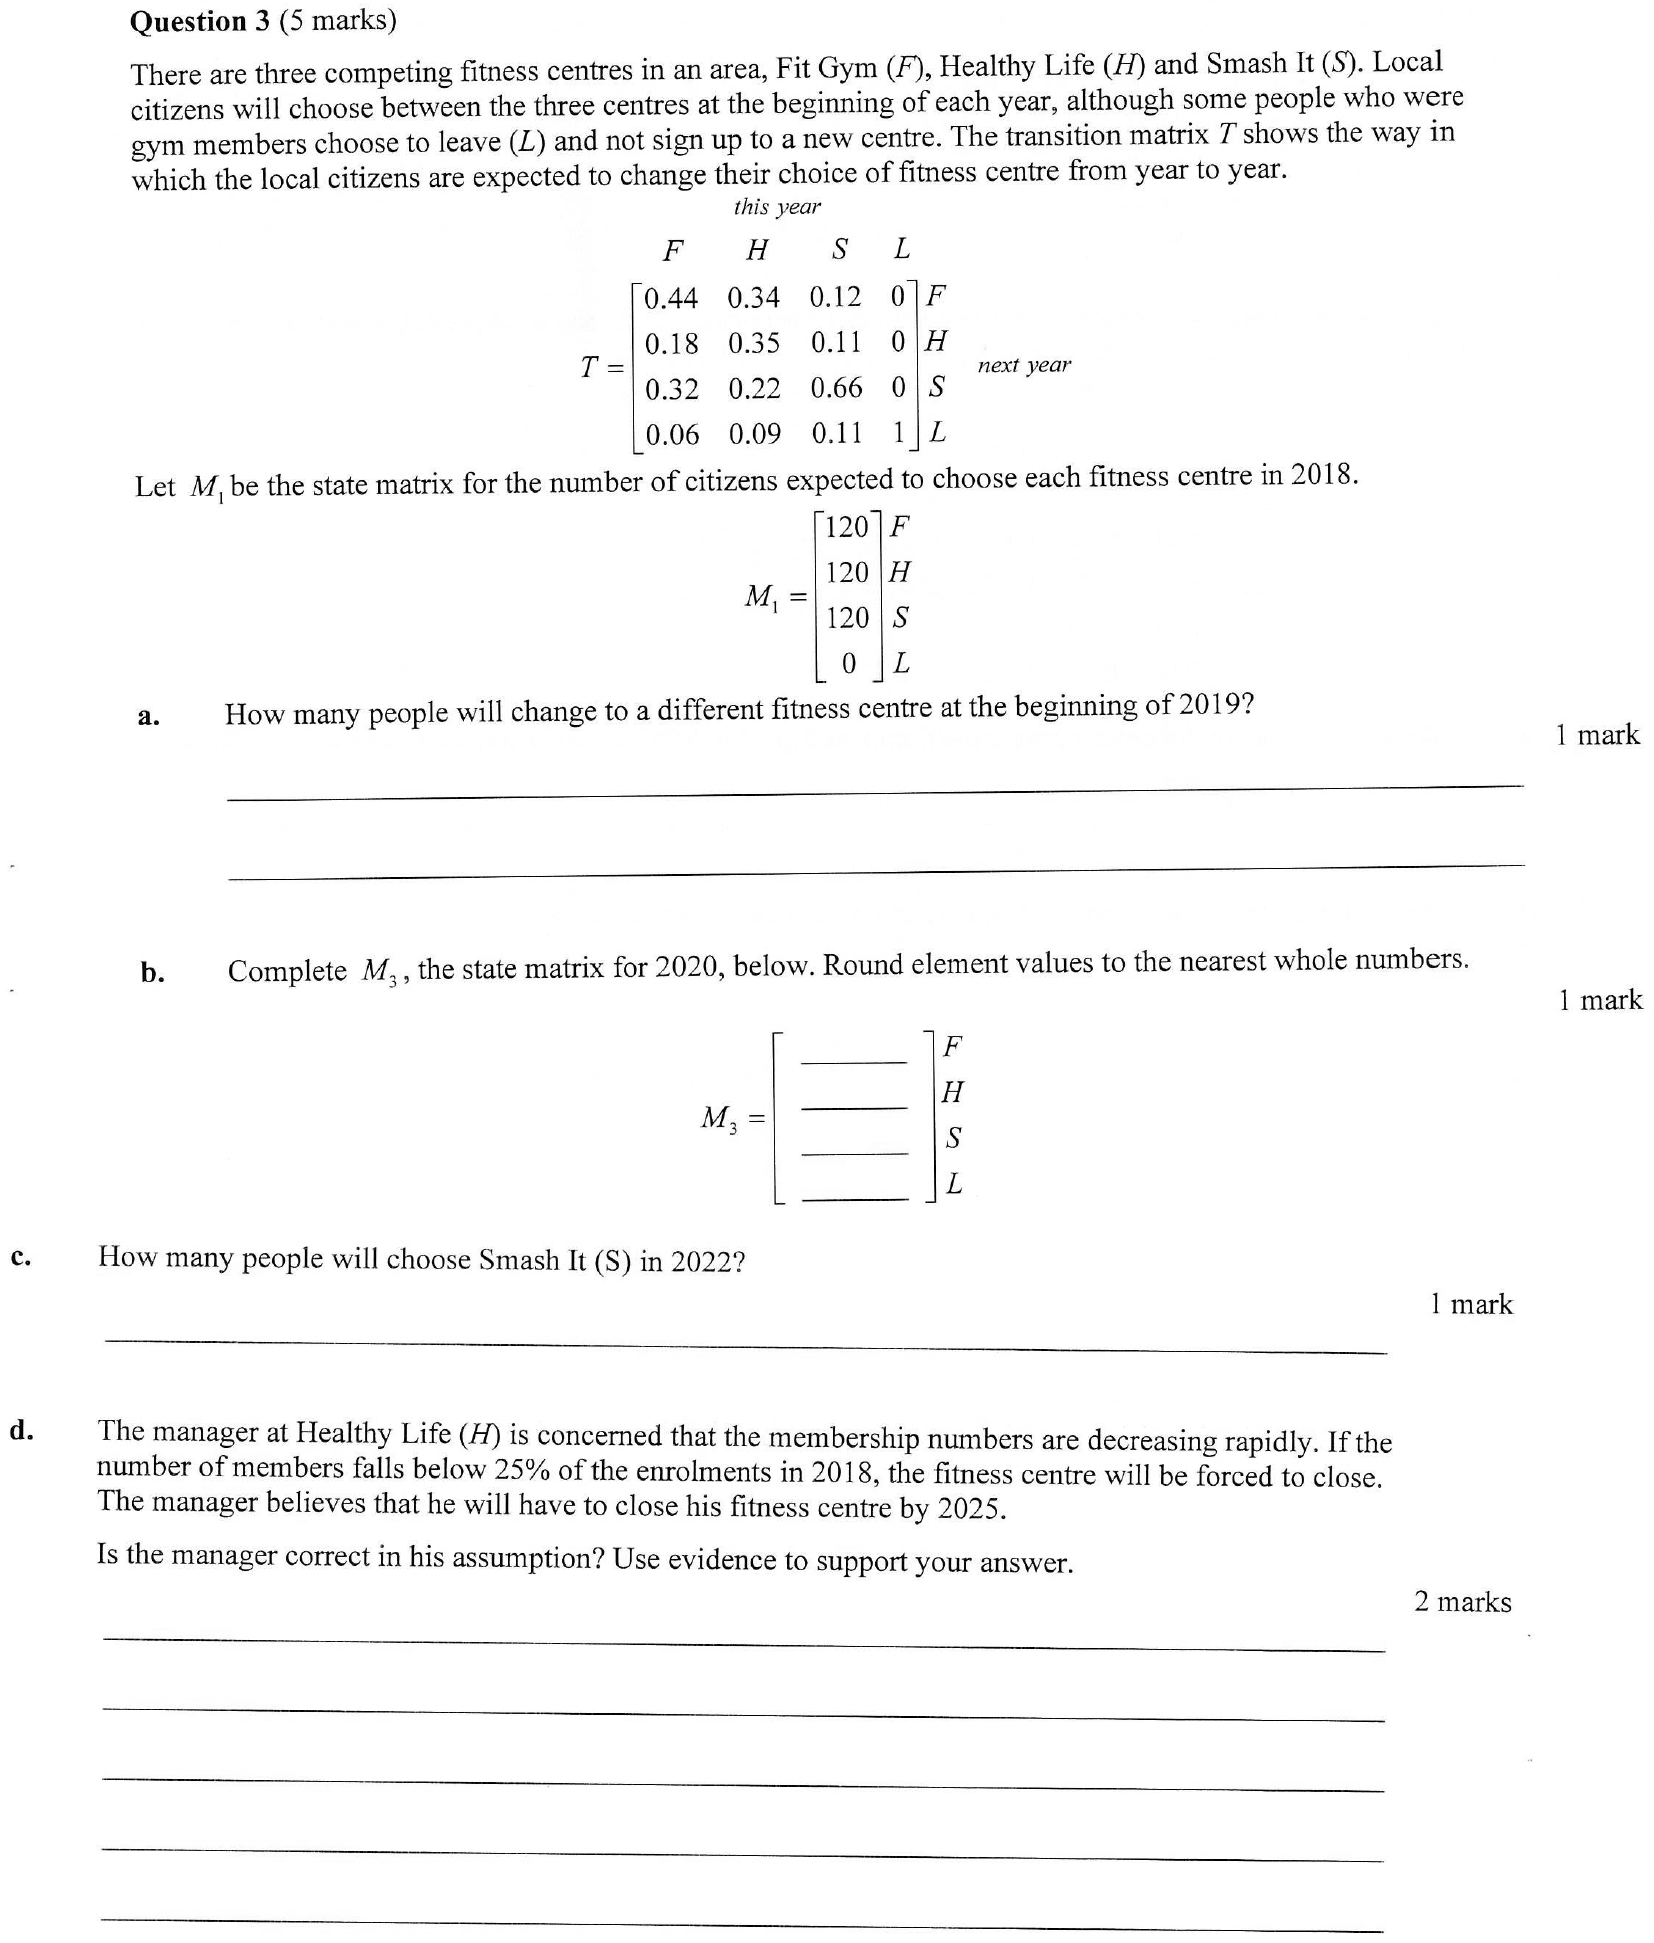 Question 3 (5 marks)
There are three competing fitness centres in an area, Fit Gym (F), Healthy Life (H) and Smash It (S). Local
citizens will choose between the three centres at the beginning of each year, although some people who were
gym members choose to leave (L) and not sign up to a new centre. The transition matrix T shows the way in
which the local citizens are expected to change their choice of fitness centre from year to year.
this year
F H S L
0.44 0.34 0.12 0 F
0.18 0.35 0.11 0 H
T =
next year
0.32 0.22 0.66 0 S
0.06 0.09 0.11 1 L
Let M₁ be the state matrix for the number of citizens expected to choose each fitness centre in 2018.
120 F
120 H
M₁ =
120 S
0 L
a. How many people will change to a different fitness centre at the beginning of 2019?
1 mark
b. Complete M₃, the state matrix for 2020, below. Round element values to the nearest whole numbers.
1 mark
F
H
M₃ =
S
L
c. How many people will choose Smash It (S) in 2022?
1 mark
d. The manager at Healthy Life (H) is concerned that the membership numbers are decreasing rapidly. If the
number of members falls below 25% of the enrolments in 2018, the fitness centre will be forced to close.
The manager believes that he will have to close his fitness centre by 2025.
Is the manager correct in his assumption? Use evidence to support your answer.
2 marks